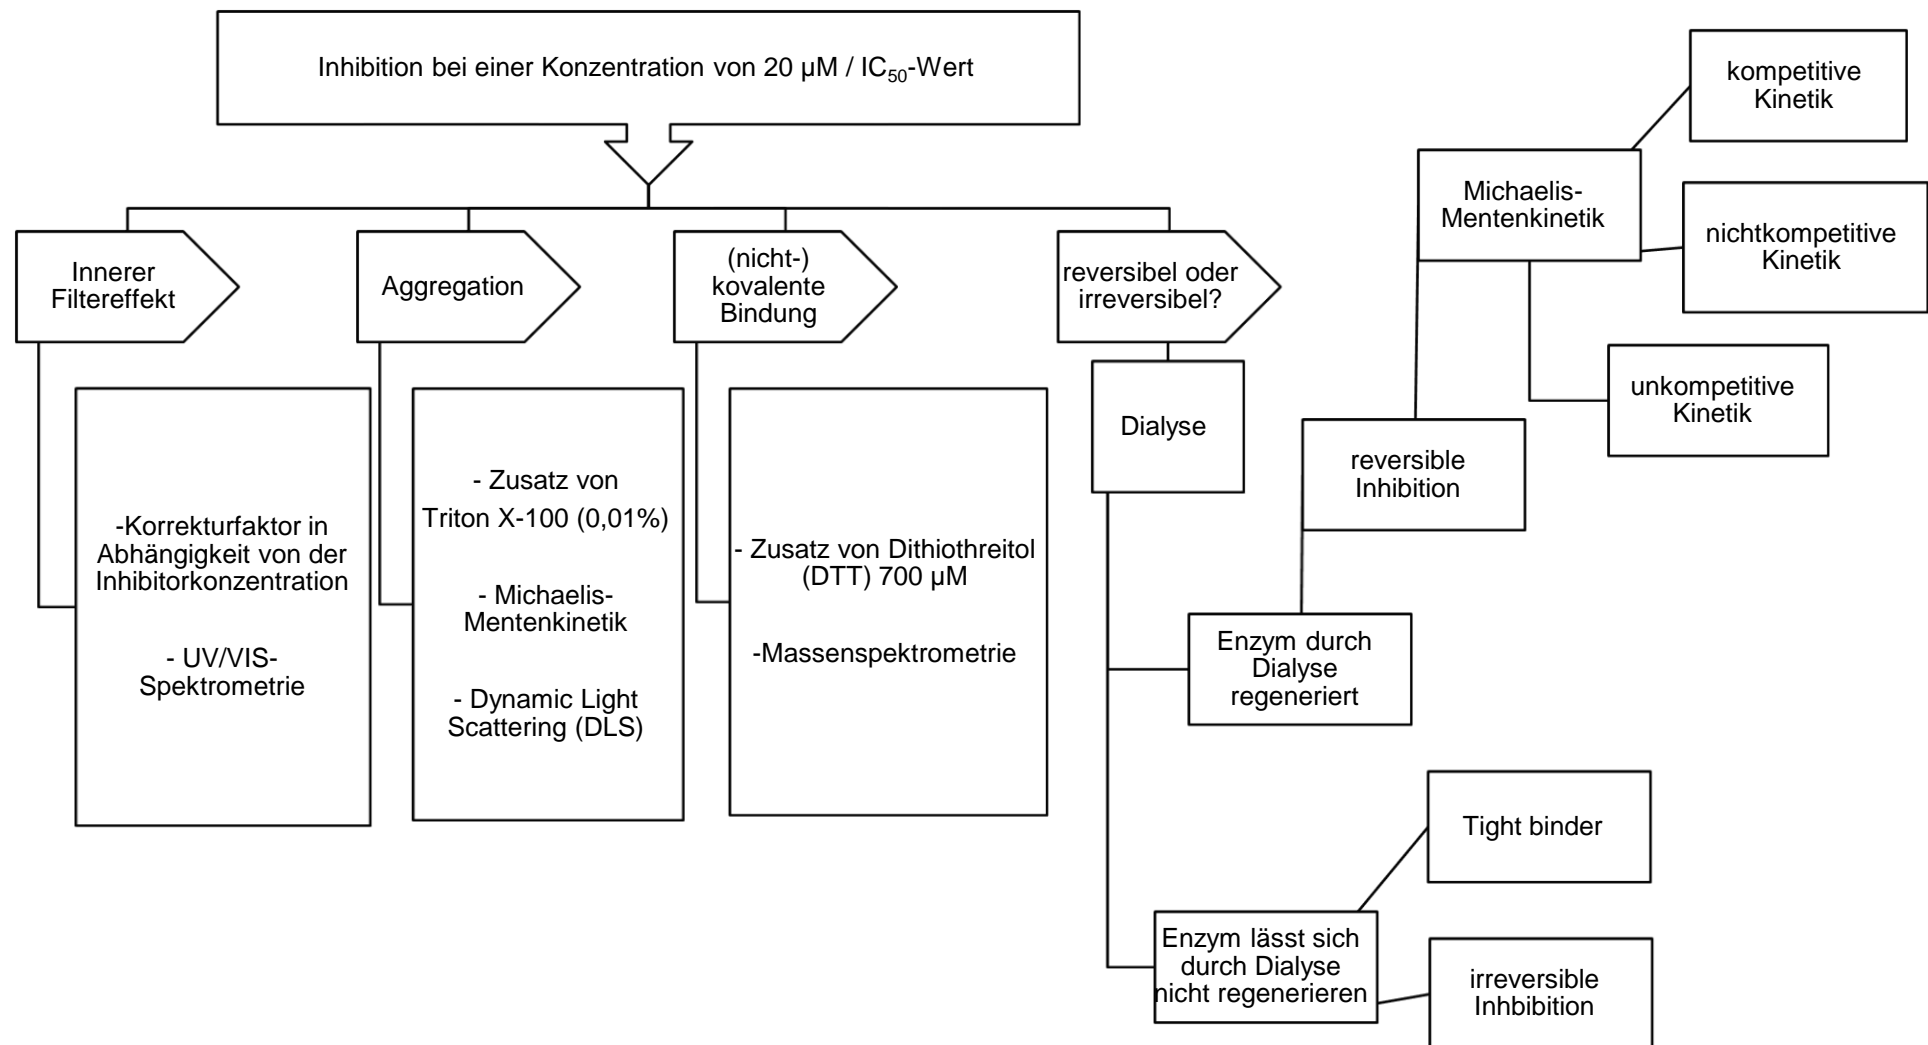 Inhibition bei einer Konzentration von 20 µM / IC₅₀-Wert
Innerer
Filtereffekt
-Korrekturfaktor in
Abhängigkeit von der
Inhibitorkonzentration
- UV/VIS-
Spektrometrie
Aggregation
- Zusatz von
Triton X-100 (0,01%)
- Michaelis-
Mentenkinetik
- Dynamic Light
Scattering (DLS)
(nicht-)
kovalente
Bindung
- Zusatz von Dithiothreitol
(DTT) 700 µM
-Massenspektrometrie
reversibel oder
irreversibel?
Dialyse
Enzym durch
Dialyse
regeneriert
reversible
Inhibition
Michaelis-
Mentenkinetik
kompetitive
Kinetik
nichtkompetitive
Kinetik
unkompetitive
Kinetik
Enzym lässt sich
durch Dialyse
nicht regenerieren
Tight binder
irreversible
Inhbibition